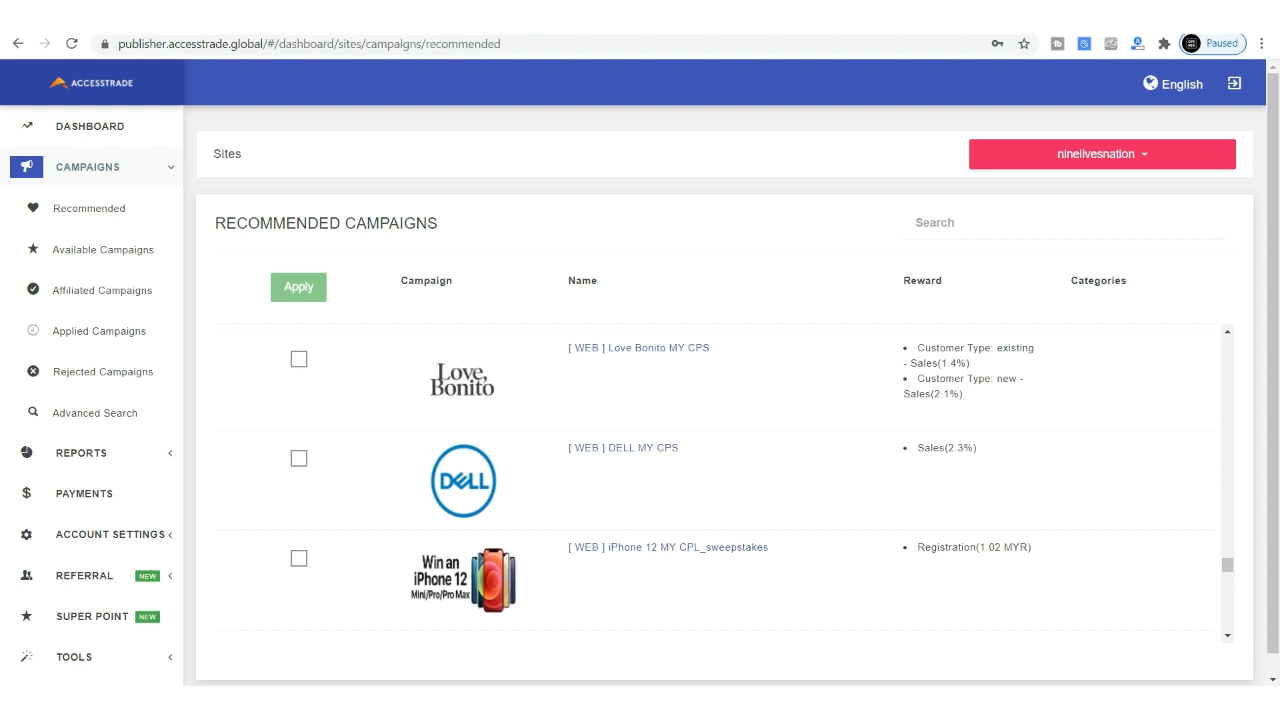 publisher.accesstrade.global/#/dashboard/sites/campaigns/recommended
Paused
ACCESSTRADE
English
DASHBOARD
CAMPAIGNS
Recommended
Available Campaigns
Affiliated Campaigns
Applied Campaigns
Rejected Campaigns
Advanced Search
REPORTS
PAYMENTS
ACCOUNT SETTINGS
REFERRAL NEW
SUPER POINT NEW
TOOLS
Sites
ninelivesnation
RECOMMENDED CAMPAIGNS
Search
Apply
Campaign
Name
Reward
Categories
Love,
Bonito
[ WEB ] Love Bonito MY CPS
• Customer Type: existing
- Sales(1.4%)
• Customer Type: new -
Sales(2.1%)
DELL
[ WEB ] DELL MY CPS
• Sales(2.3%)
Win an
iPhone 12
Mini/Pro/Pro Max
[ WEB ] iPhone 12 MY CPL_sweepstakes
• Registration(1.02 MYR)